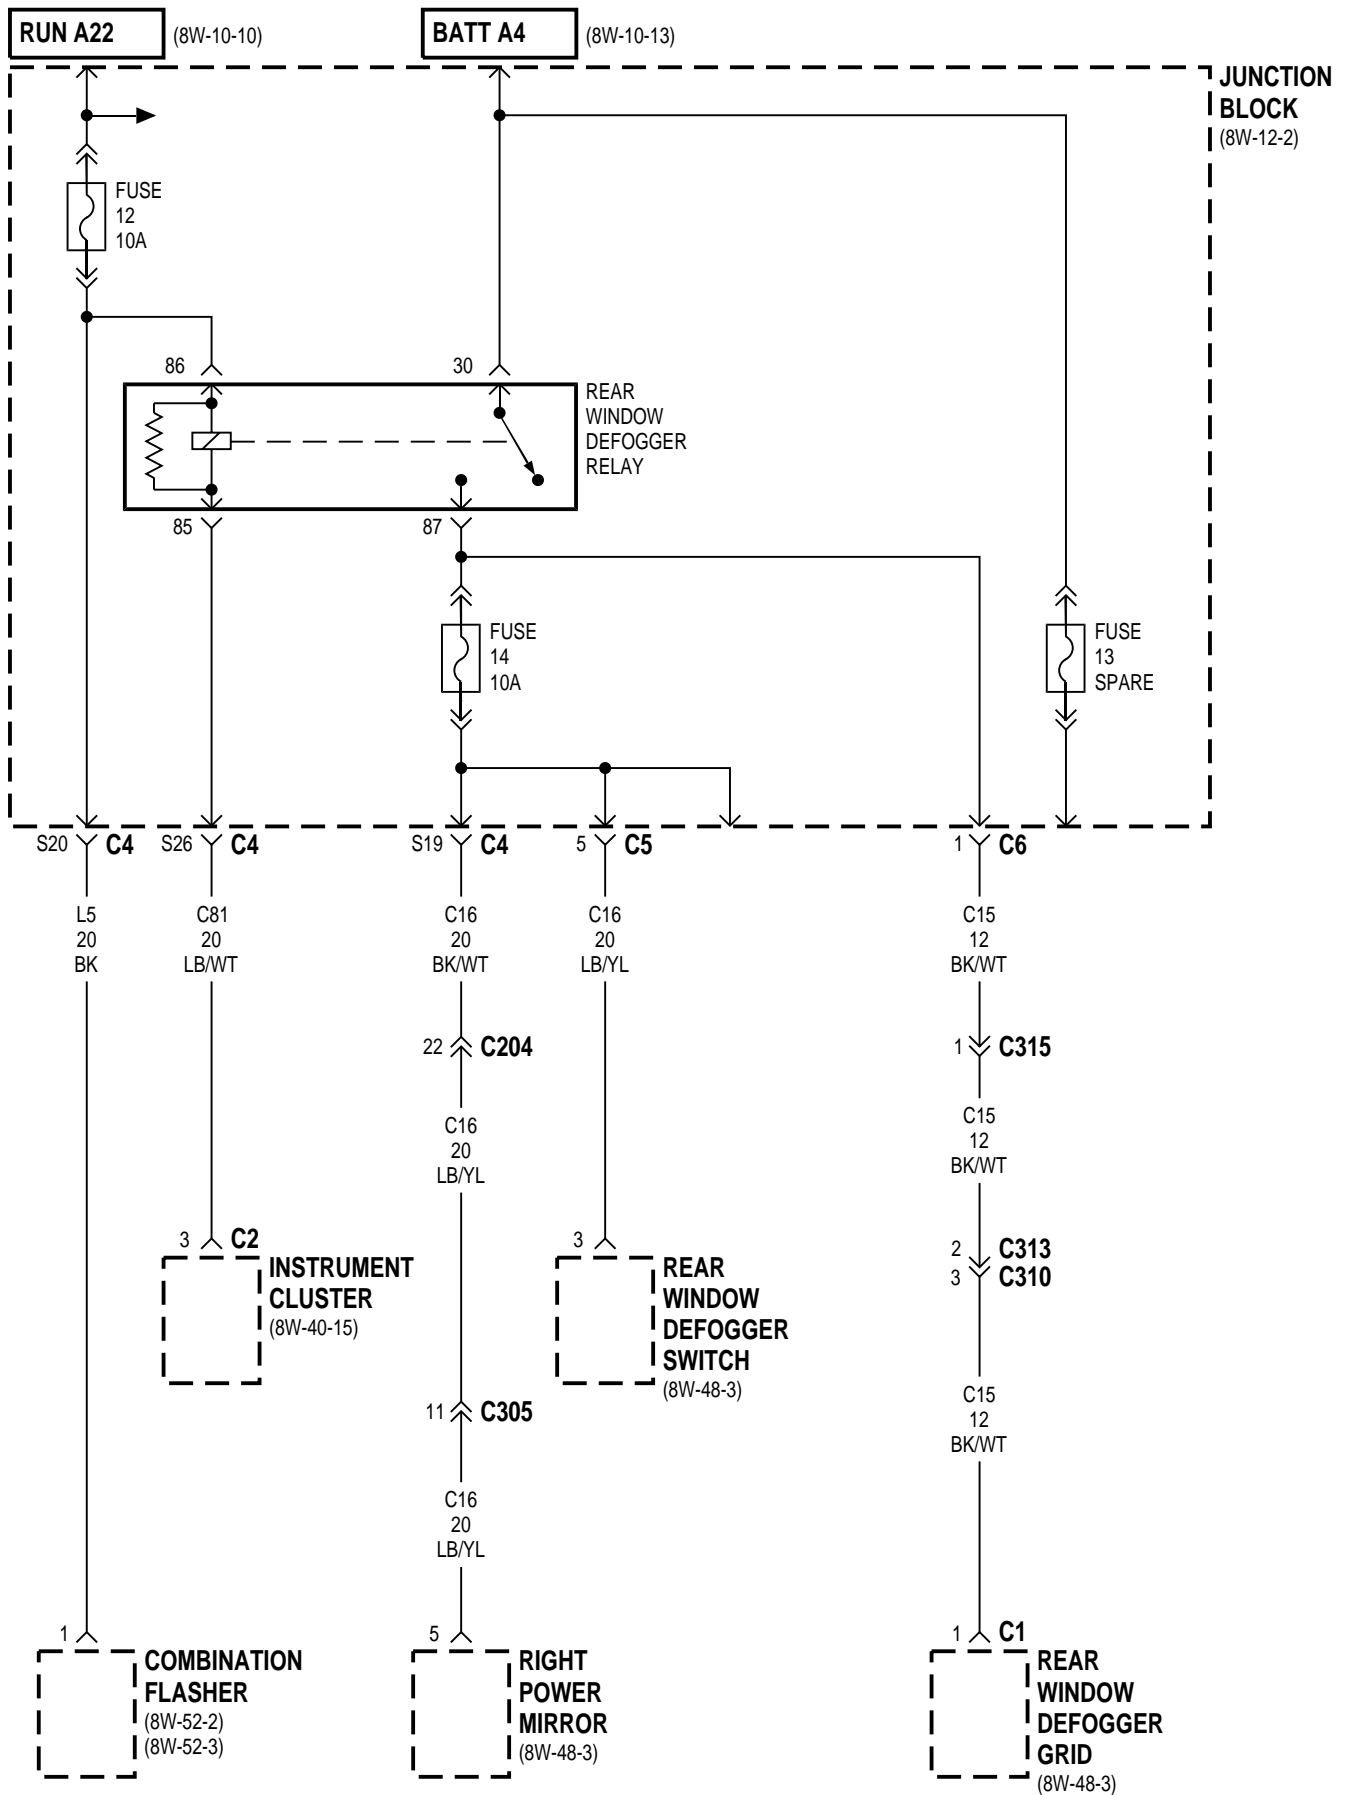 RUN A22
(8W-10-10)
BATT A4
(8W-10-13)
JUNCTION
BLOCK
(8W-12-2)
FUSE
12
10A
86
30
REAR
WINDOW
DEFOGGER
RELAY
85
87
FUSE
14
10A
FUSE
13
SPARE
S20
C4
S26
C4
S19
C4
5
C5
1
C6
L5
20
BK
C81
20
LB/WT
C16
20
BK/WT
C16
20
LB/YL
C15
12
BK/WT
22
C204
1
C315
C16
20
LB/YL
C15
12
BK/WT
3
C2
INSTRUMENT
CLUSTER
(8W-40-15)
3
REAR
WINDOW
DEFOGGER
SWITCH
(8W-48-3)
2
C313
3
C310
11
C305
C15
12
BK/WT
C16
20
LB/YL
1
COMBINATION
FLASHER
(8W-52-2)
(8W-52-3)
5
RIGHT
POWER
MIRROR
(8W-48-3)
1
C1
REAR
WINDOW
DEFOGGER
GRID
(8W-48-3)